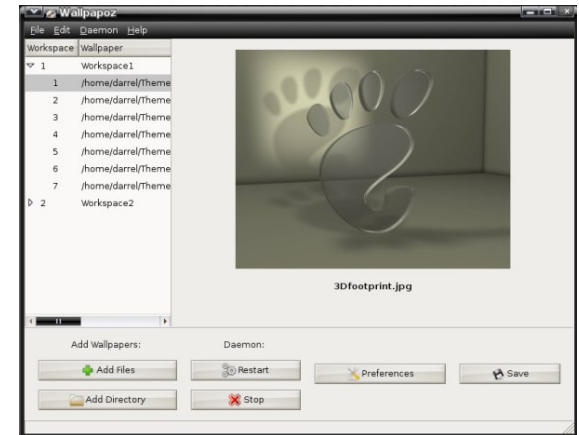 Wallpapoz
File Edit Daemon Help
Workspace Wallpaper
1 Workspace1
1 /home/darrel/Theme
2 /home/darrel/Theme
3 /home/darrel/Theme
4 /home/darrel/Theme
5 /home/darrel/Theme
6 /home/darrel/Theme
7 /home/darrel/Theme
2 Workspace2
3Dfootprint.jpg
Add Wallpapers: Daemon:
Add Files Restart Preferences Save
Add Directory Stop